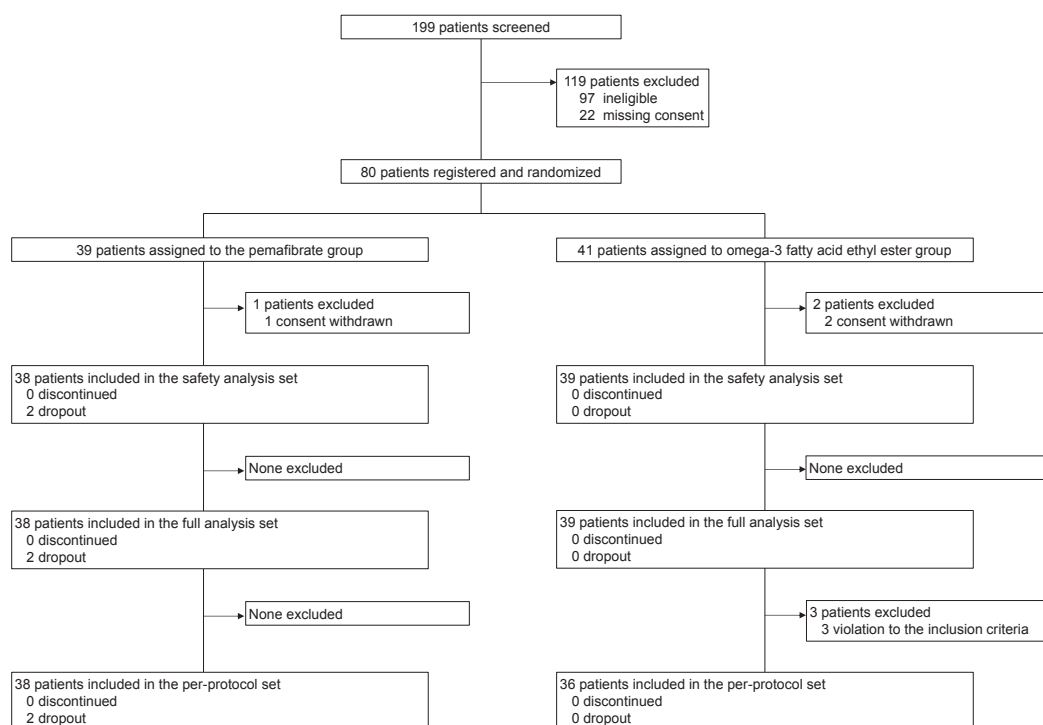 199 patients screened
119 patients excluded
97 ineligible
22 missing consent
80 patients registered and randomized
39 patients assigned to the pemafibrate group
41 patients assigned to omega-3 fatty acid ethyl ester group
1 patients excluded
1 consent withdrawn
2 patients excluded
2 consent withdrawn
38 patients included in the safety analysis set
0 discontinued
2 dropout
39 patients included in the safety analysis set
0 discontinued
0 dropout
None excluded
None excluded
38 patients included in the full analysis set
0 discontinued
2 dropout
39 patients included in the full analysis set
0 discontinued
0 dropout
None excluded
3 patients excluded
3 violation to the inclusion criteria
38 patients included in the per-protocol set
0 discontinued
2 dropout
36 patients included in the per-protocol set
0 discontinued
0 dropout